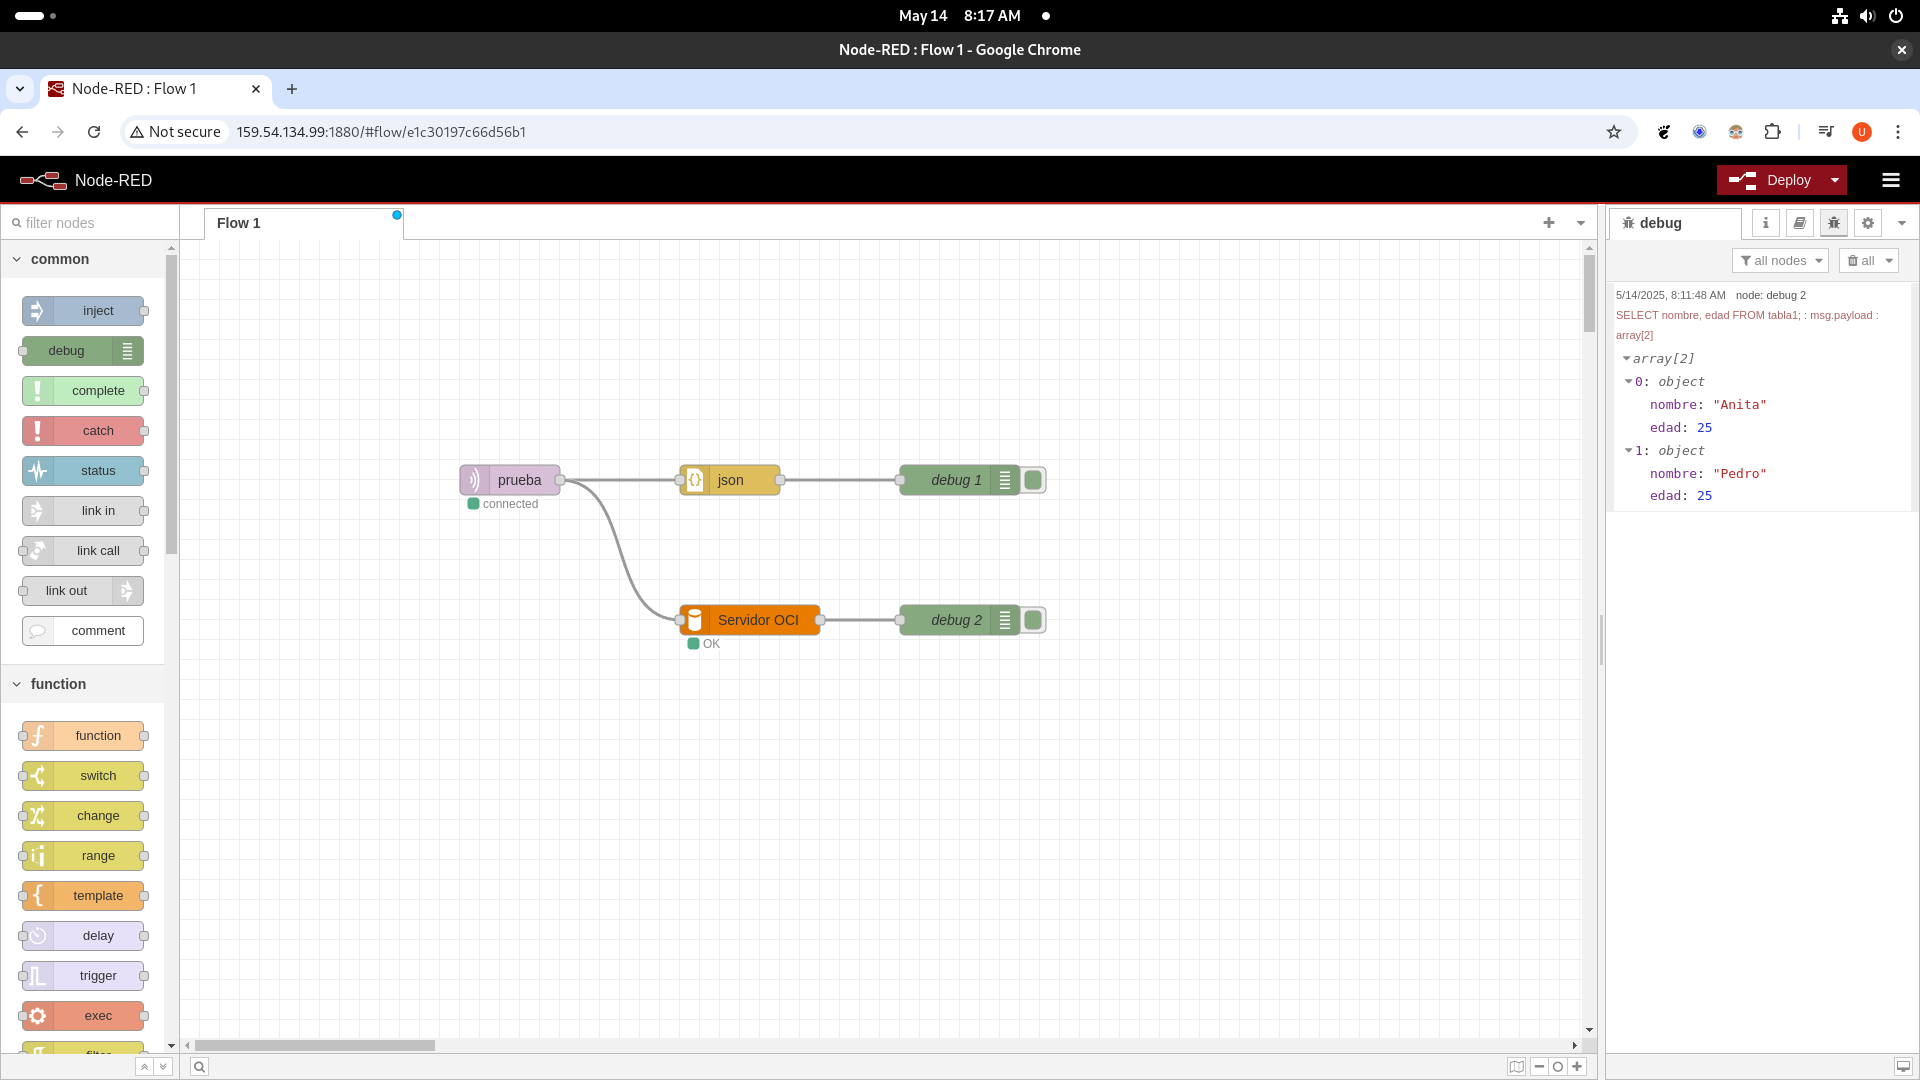 May 14 8:17 AM
Node-RED : Flow 1 - Google Chrome
Node-RED : Flow 1
Not secure 159.54.134.99:1880/#flow/e1c30197c66d56b1
U
Node-RED
Deploy
filter nodes
common
inject
debug
complete
catch
status
link in
link call
link out
comment
function
function
switch
change
range
template
delay
trigger
exec
filter
Flow 1
prueba
connected
json
debug 1
Servidor OCI
OK
debug 2
debug
all nodes
all
5/14/2025, 8:11:48 AM node: debug 2
SELECT nombre, edad FROM tabla1; : msg.payload :
array[2]
array[2]
0: object
nombre: "Anita"
edad: 25
1: object
nombre: "Pedro"
edad: 25